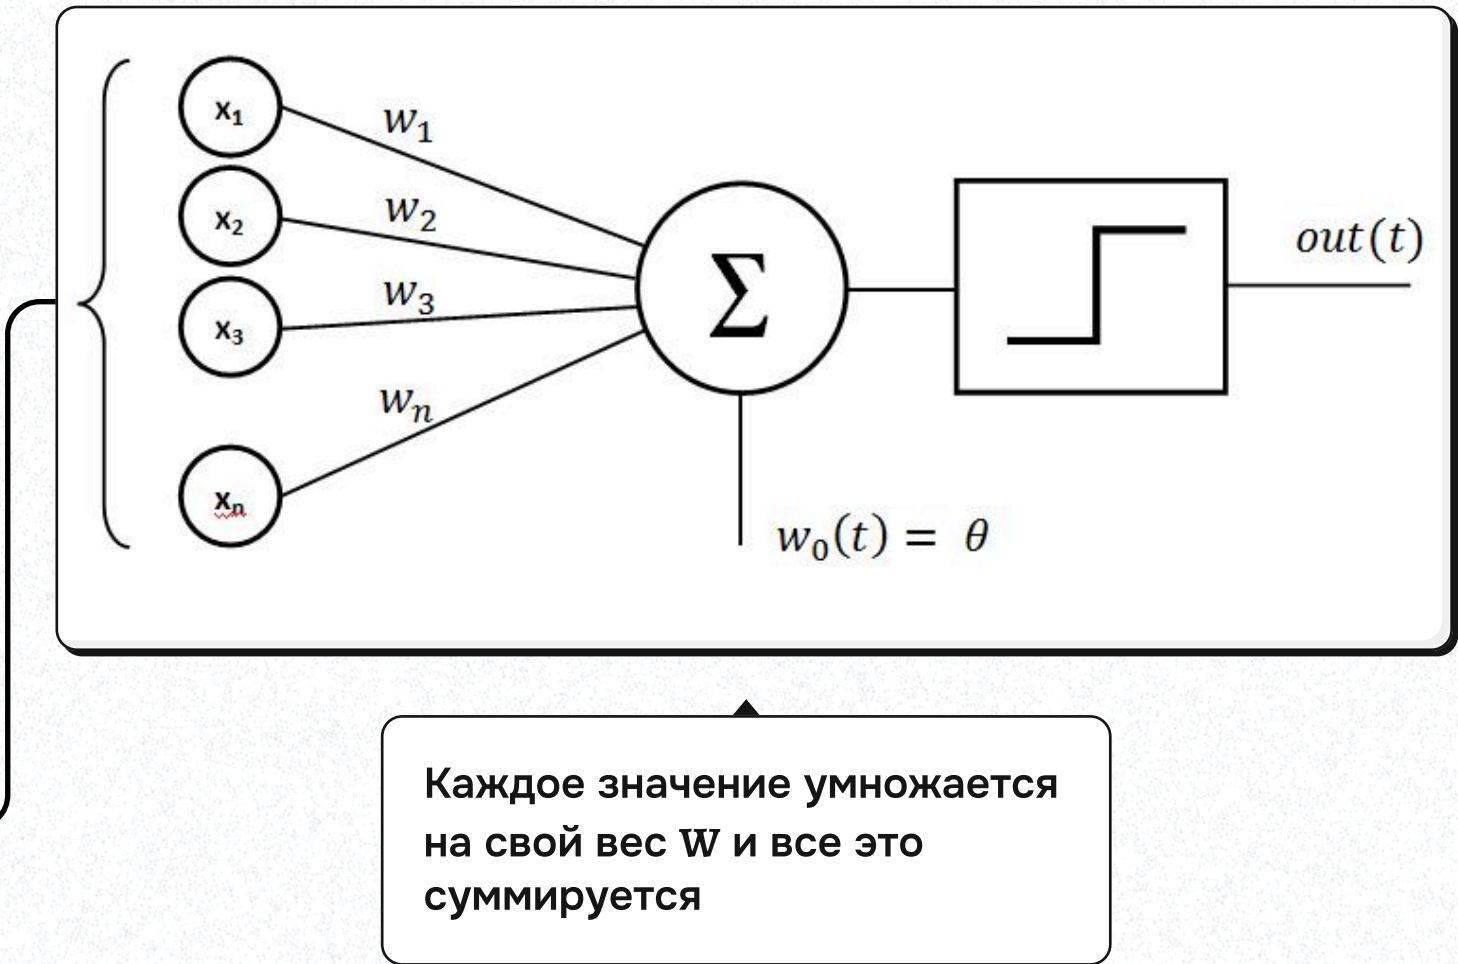 x₁
w₁
x₂
w₂
x₃
w₃
wₙ
xₙ
Σ
out(t)
w₀(t) = θ
Каждое значение умножается
на свой вес W и все это
суммируется